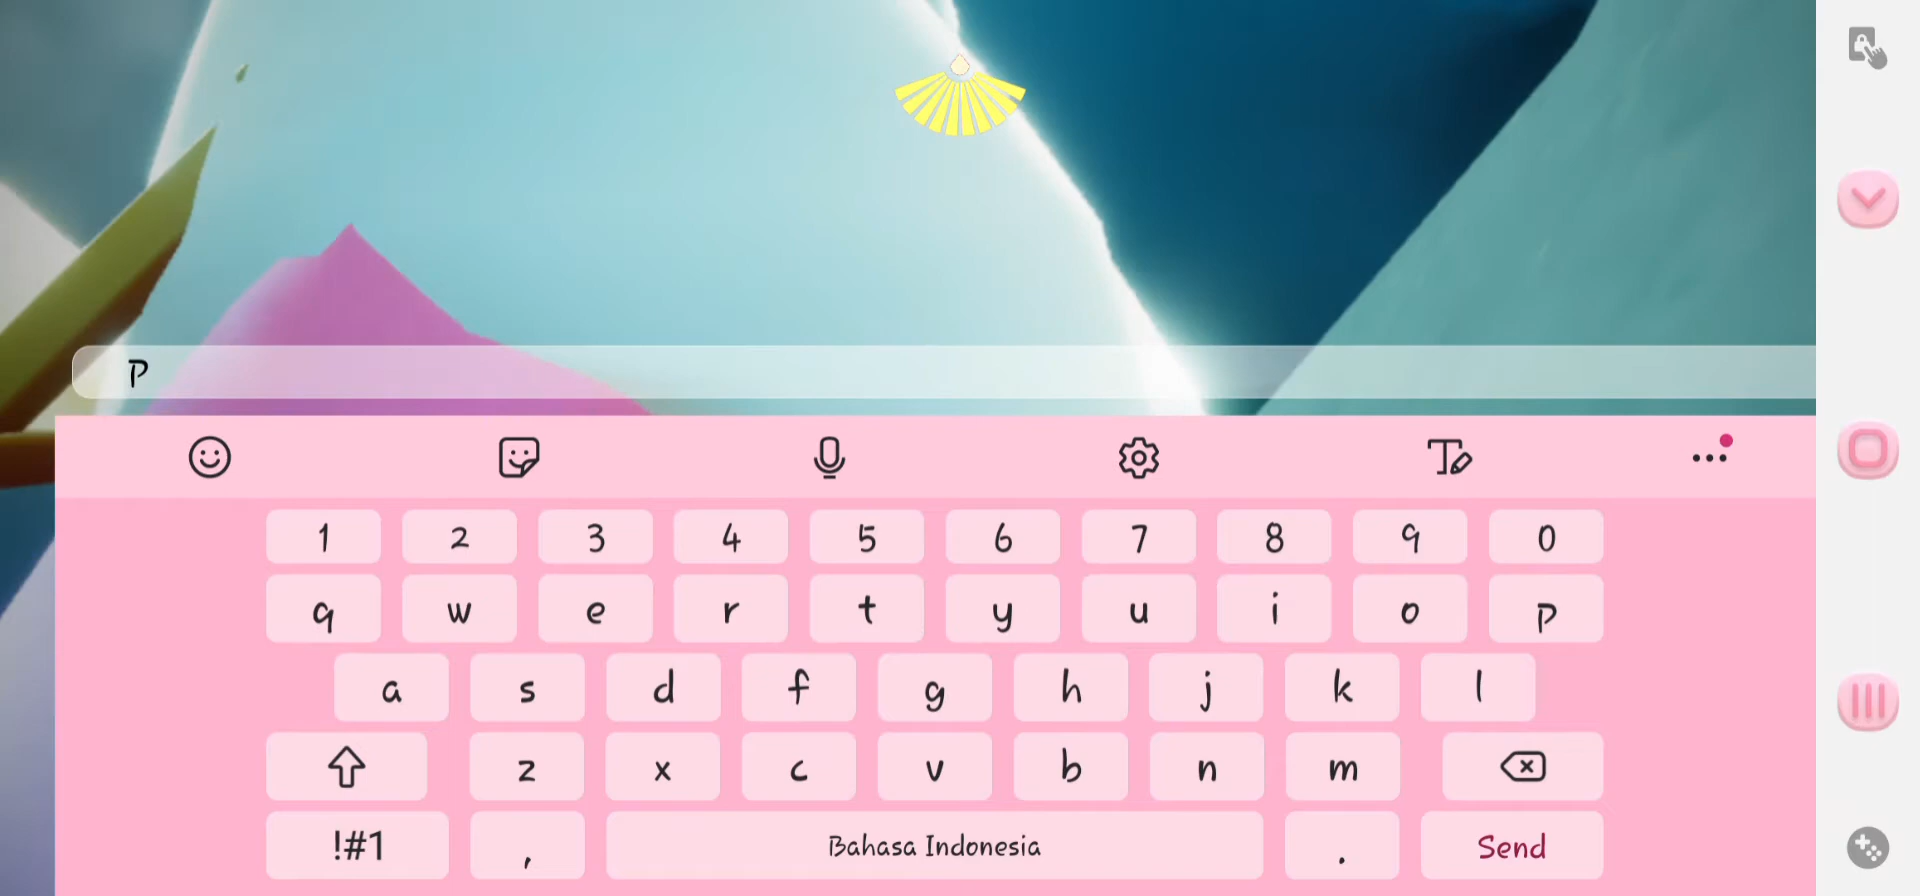 P
1 2 3 4 5 6 7 8 9 0
q w e r t y u i o p
a s d f g h j k l
z x c v b n m
!#1 , Bahasa Indonesia . Send